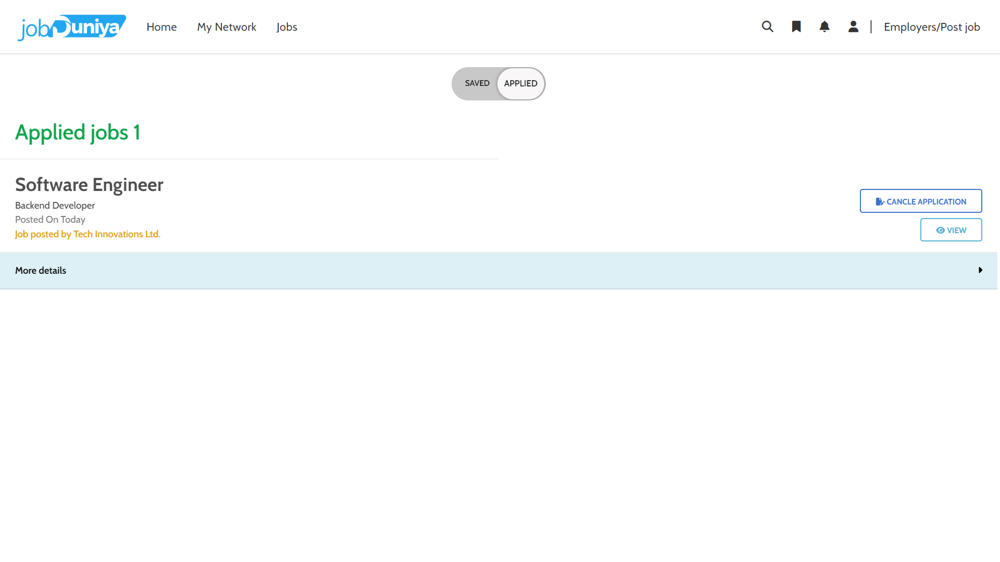 jobDuniya
Home
My Network
Jobs
Employers/Post job
SAVED
APPLIED
Applied jobs 1
Software Engineer
Backend Developer
Posted On Today
Job posted by Tech Innovations Ltd.
CANCLE APPLICATION
VIEW
More details